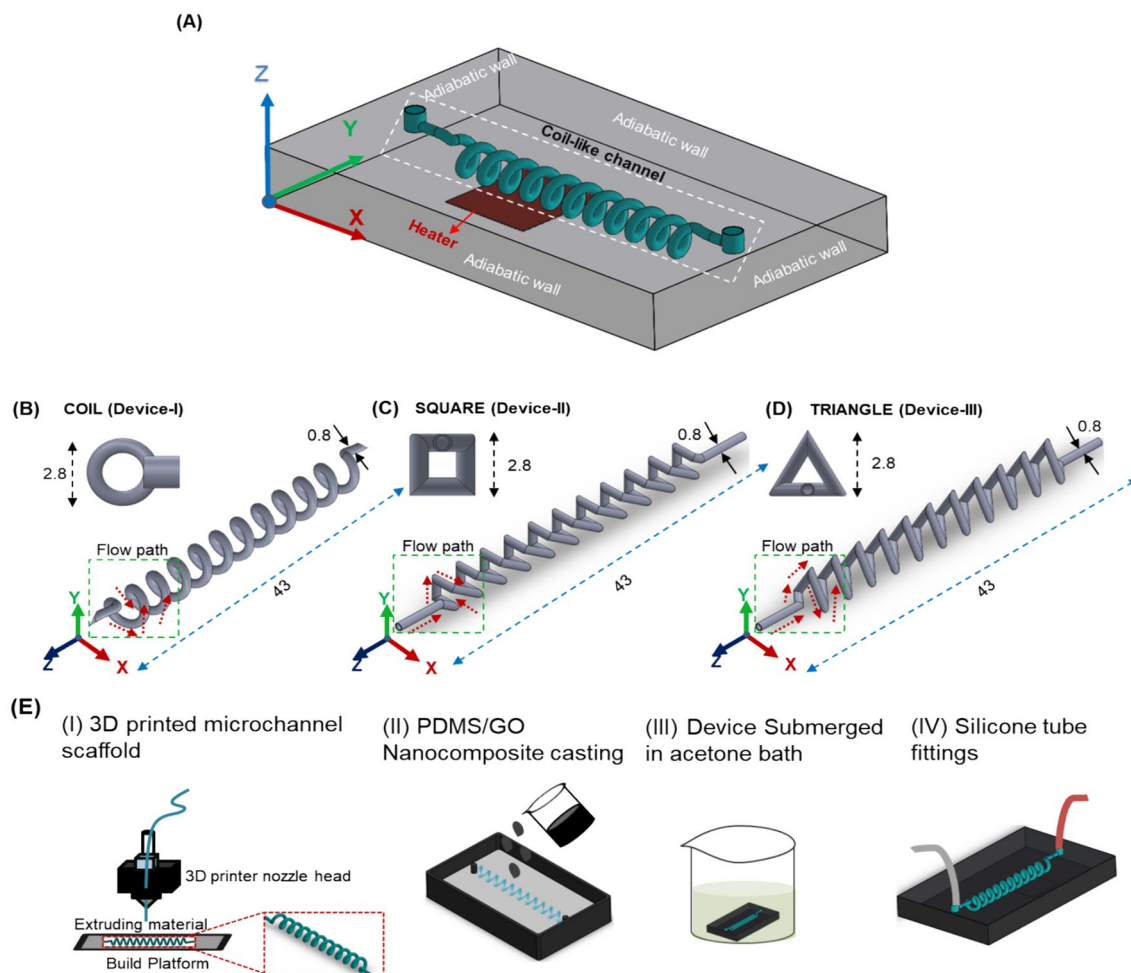 (A)
Z
Y
X
Adiabatic wall
Adiabatic wall
Coil-like channel
Heater
Adiabatic wall
Adiabatic wall
(B) COIL (Device-I)
2.8
0.8
Flow path
43
Y
Z
X
(C) SQUARE (Device-II)
2.8
0.8
Flow path
43
Y
Z
X
(D) TRIANGLE (Device-III)
2.8
0.8
Flow path
43
Y
Z
X
(E)
(I) 3D printed microchannel
scaffold
3D printer nozzle head
Extruding material
Build Platform
(II) PDMS/GO
Nanocomposite casting
(III) Device Submerged
in acetone bath
(IV) Silicone tube
fittings